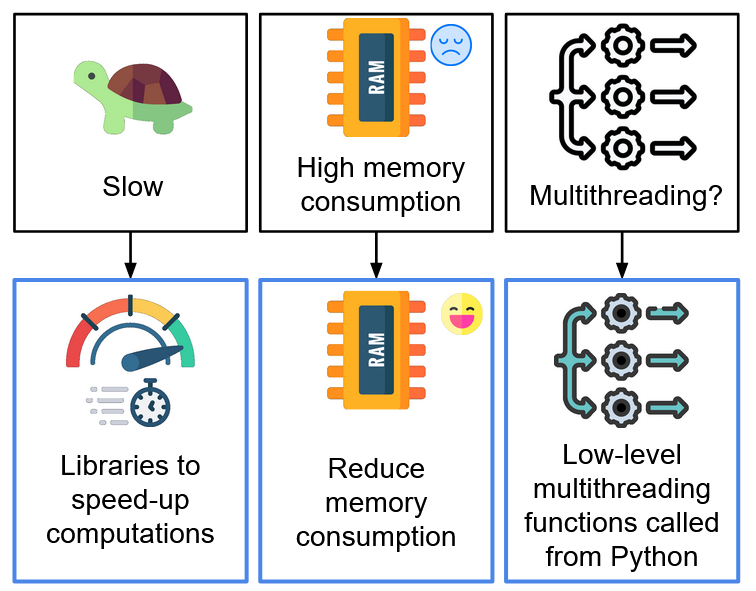 RAM
Slow
High memory
consumption
Multithreading?
RAM
Libraries to
speed-up
computations
Reduce
memory
consumption
Low-level
multithreading
functions called
from Python